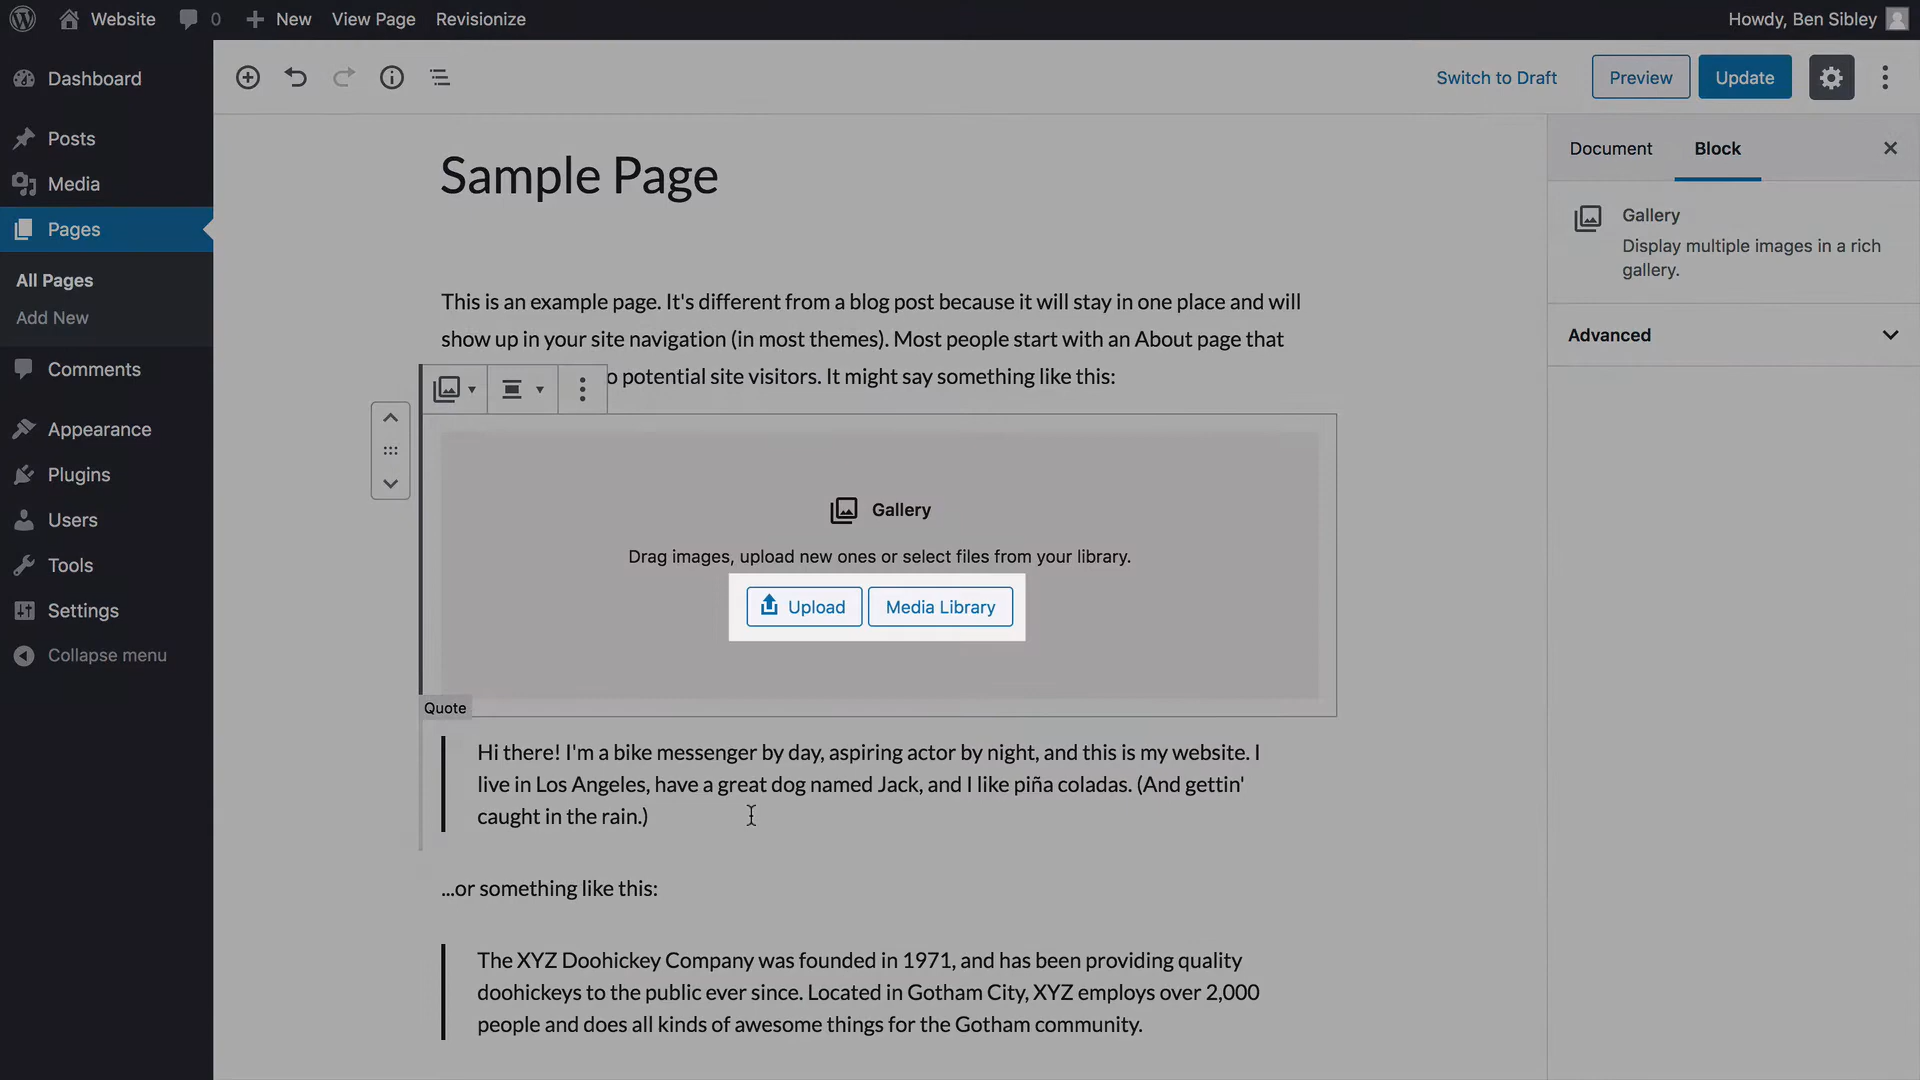 Website 0 New View Page Revisionize Howdy, Ben Sibley
Dashboard
Posts
Media
Pages
All Pages
Add New
Comments
Appearance
Plugins
Users
Tools
Settings
Collapse menu
Switch to Draft Preview Update
Sample Page
This is an example page. It's different from a blog post because it will stay in one place and will
show up in your site navigation (in most themes). Most people start with an About page that
o potential site visitors. It might say something like this:
Gallery
Drag images, upload new ones or select files from your library.
Upload Media Library
Quote
Hi there! I'm a bike messenger by day, aspiring actor by night, and this is my website. I
live in Los Angeles, have a great dog named Jack, and I like piña coladas. (And gettin'
caught in the rain.)
...or something like this:
The XYZ Doohickey Company was founded in 1971, and has been providing quality
doohickeys to the public ever since. Located in Gotham City, XYZ employs over 2,000
people and does all kinds of awesome things for the Gotham community.
Document Block
Gallery
Display multiple images in a rich
gallery.
Advanced